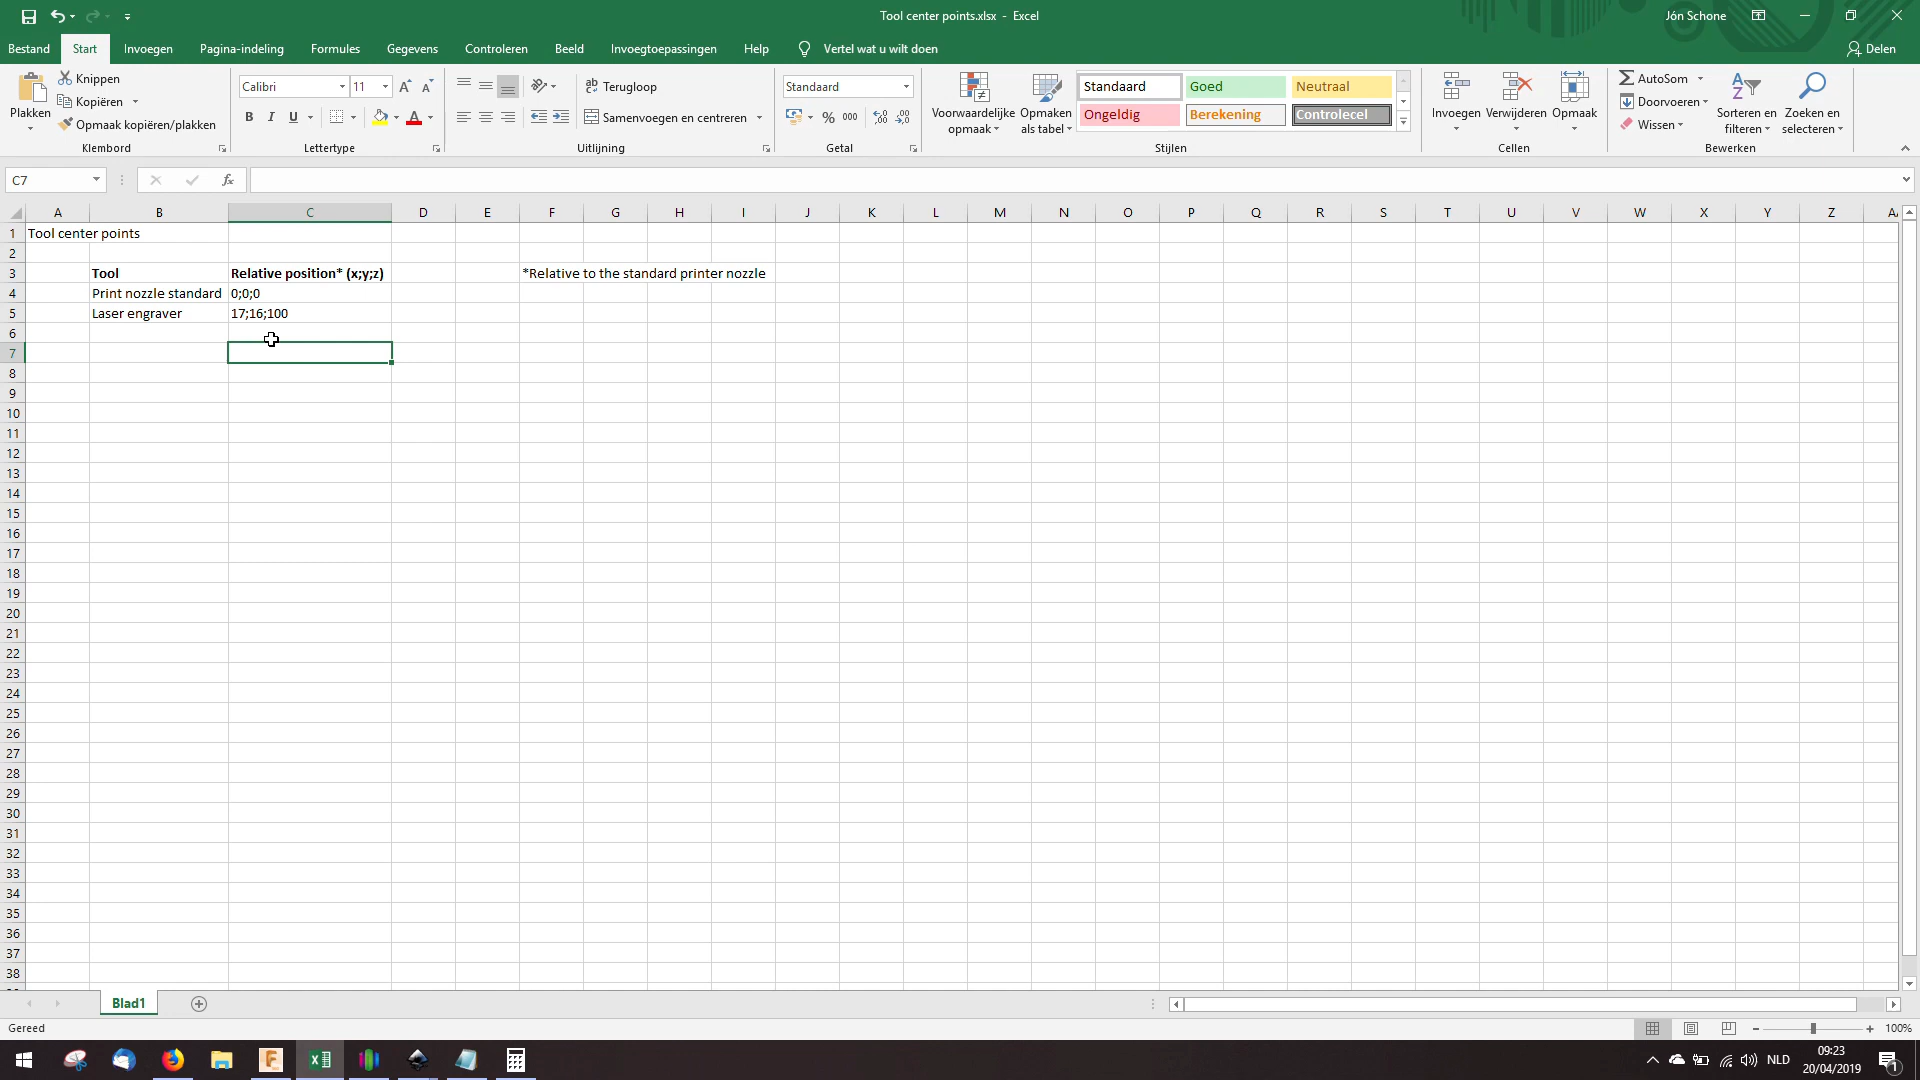 Tool center points.xlsx - Excel
Jón Schone
Bestand Start Invoegen Pagina-indeling Formules Gegevens Controleren Beeld Invoegtoepassingen Help Vertel wat u wilt doen Delen
Plakken
Knippen
Kopiëren
Opmaak kopiëren/plakken
Klembord
Calibri 11
B I U
Lettertype
Terugloop
Samenvoegen en centreren
Uitlijning
Standaard
% 000
Getal
Voorwaardelijke opmaak
Opmaken als tabel
Standaard Goed Neutraal
Ongeldig Berekening Controlecel
Stijlen
Invoegen Verwijderen Opmaak
Cellen
AutoSom
Doorvoeren
Wissen
Sorteren en filteren
Zoeken en selecteren
Bewerken
C7
fx
A B C D E F G H I J K L M N O P Q R S T U V W X Y Z
1 Tool center points
2
3 Tool Relative position* (x;y;z) *Relative to the standard printer nozzle
4 Print nozzle standard 0;0;0
5 Laser engraver 17;16;100
6
7
8
9
10
11
12
13
14
15
16
17
18
19
20
21
22
23
24
25
26
27
28
29
30
31
32
33
34
35
36
37
38
Blad1
Gereed
100%
NLD
09:23
20/04/2019
1